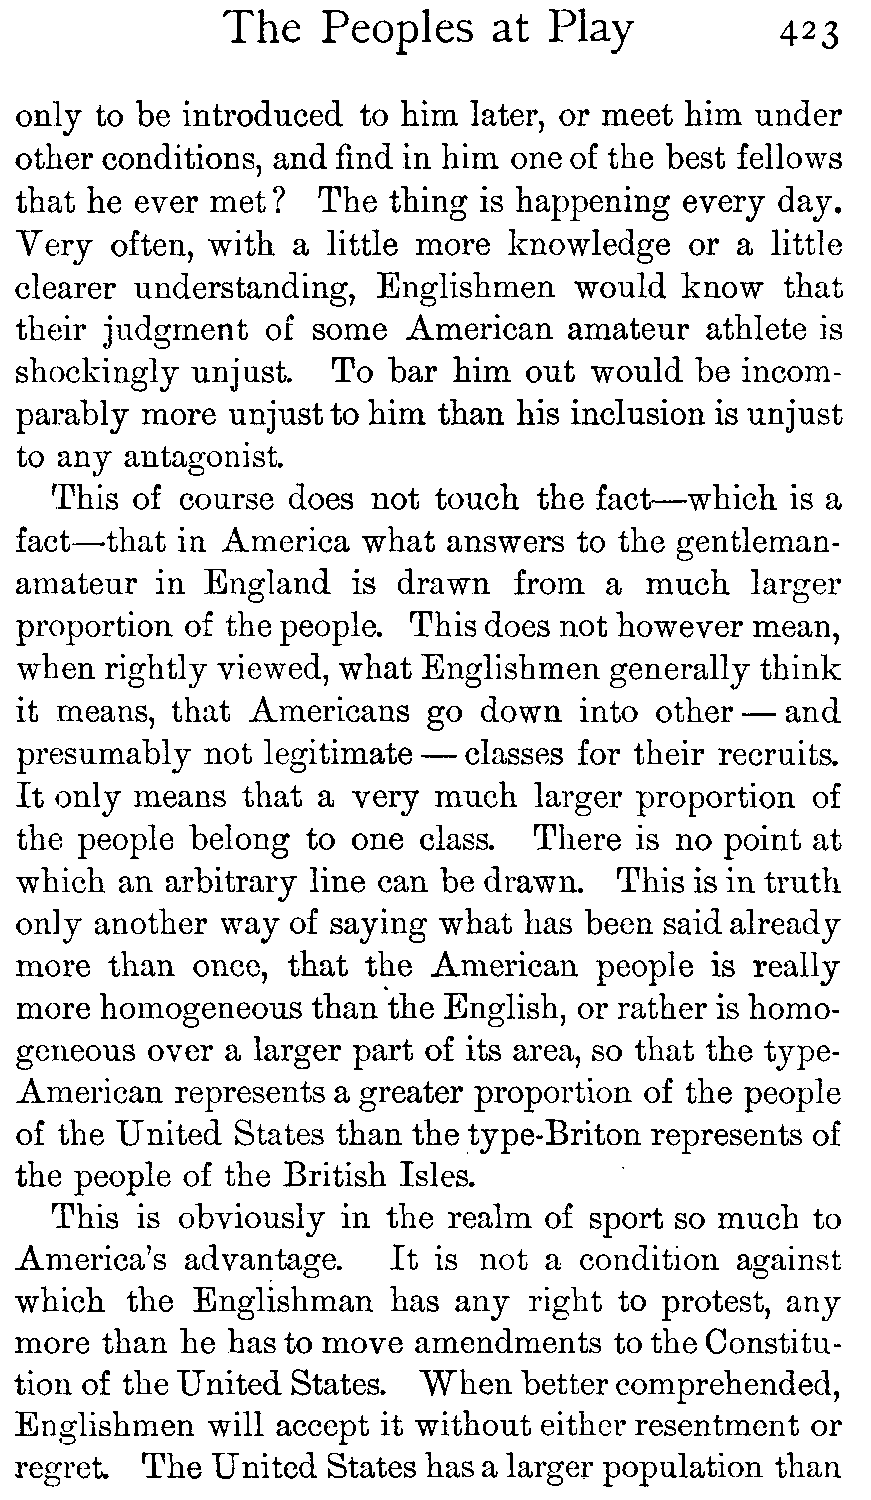 The Peoples at Play 423
only to be introduced to him later, or meet him under
other conditions, and find in him one of the best fellows
that he ever met? The thing is happening every day.
Very often, with a little more knowledge or a little
clearer understanding, Englishmen would know that
their judgment of some American amateur athlete is
shockingly unjust. To bar him out would be incom-
parably more unjust to him than his inclusion is unjust
to any antagonist.
This of course does not touch the fact—which is a
fact—that in America what answers to the gentleman-
amateur in England is drawn from a much larger
proportion of the people. This does not however mean,
when rightly viewed, what Englishmen generally think
it means, that Americans go down into other — and
presumably not legitimate — classes for their recruits.
It only means that a very much larger proportion of
the people belong to one class. There is no point at
which an arbitrary line can be drawn. This is in truth
only another way of saying what has been said already
more than once, that the American people is really
more homogeneous than the English, or rather is homo-
geneous over a larger part of its area, so that the type-
American represents a greater proportion of the people
of the United States than the type-Briton represents of
the people of the British Isles.
This is obviously in the realm of sport so much to
America's advantage. It is not a condition against
which the Englishman has any right to protest, any
more than he has to move amendments to the Constitu-
tion of the United States. When better comprehended,
Englishmen will accept it without either resentment or
regret. The United States has a larger population than